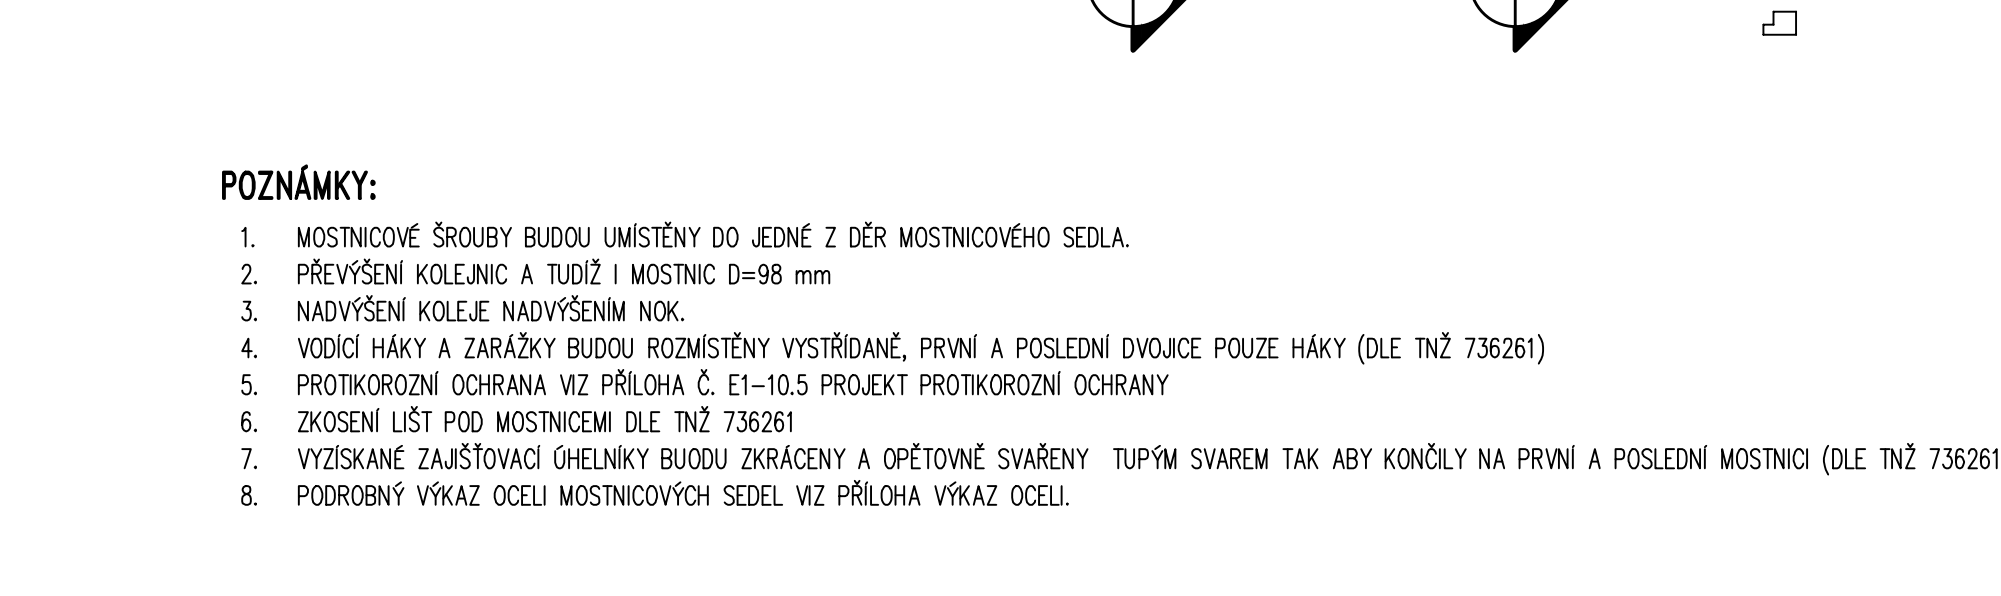 POZNÁMKY:
1. MOSTNICOVÉ ŠROUBY BUDOU UMÍSTĚNY DO JEDNÉ Z DĚR MOSTNICOVÉHO SEDLA.
2. PŘEVÝŠENÍ KOLEJNIC A TUDÍŽ I MOSTNIC D=98 mm
3. NADVÝŠENÍ KOLEJE NADVÝŠENÍM NOK.
4. VODÍCÍ HÁKY A ZARÁŽKY BUDOU ROZMÍSTĚNY VYSTŘÍDANĚ, PRVNÍ A POSLEDNÍ DVOJICE POUZE HÁKY (DLE TNŽ 736261)
5. PROTIKOROZNÍ OCHRANA VIZ PŘÍLOHA Č. E1-10.5 PROJEKT PROTIKOROZNÍ OCHRANY
6. ZKOSENÍ LIŠT POD MOSTNICEMI DLE TNŽ 736261
7. VYZÍSKANÉ ZAJIŠŤOVACÍ ÚHELNÍKY BUODU ZKRÁCENY A OPĚTOVNĚ SVAŘENY TUPÝM SVAREM TAK ABY KONČILY NA PRVNÍ A POSLEDNÍ MOSTNICI (DLE TNŽ 736261
8. PODROBNÝ VÝKAZ OCELI MOSTNICOVÝCH SEDEL VIZ PŘÍLOHA VÝKAZ OCELI.